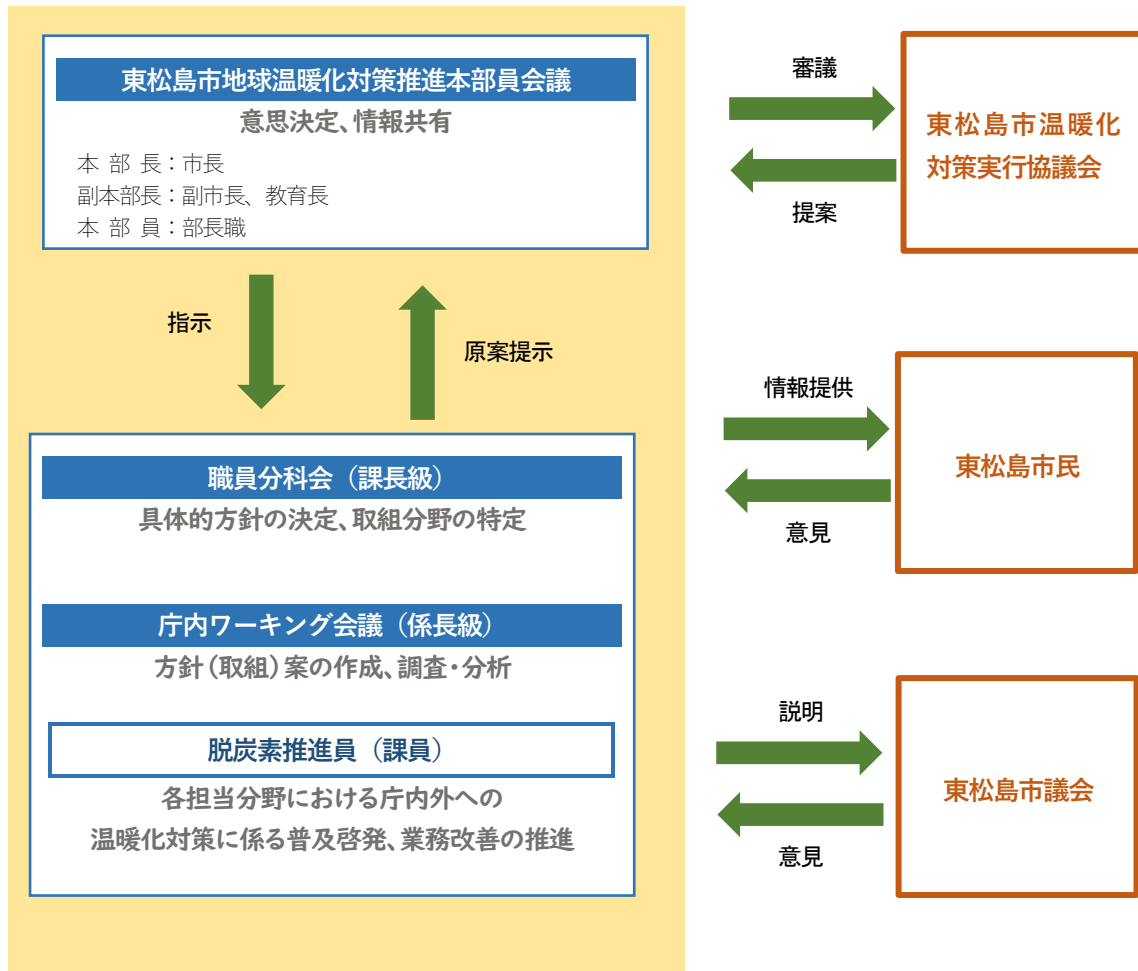 東松島市地球温暖化対策推進本部員会議
意思決定、情報共有
本 部 長：市長
副本部長：副市長、教育長
本 部 員：部長職
指示
原案提示
職員分科会（課長級）
具体的方針の決定、取組分野の特定
庁内ワーキング会議（係長級）
方針（取組）案の作成、調査・分析
脱炭素推進員（課員）
各担当分野における庁内外への
温暖化対策に係る普及啓発、業務改善の推進
審議
提案
東松島市温暖化
対策実行協議会
情報提供
意見
東松島市民
説明
意見
東松島市議会